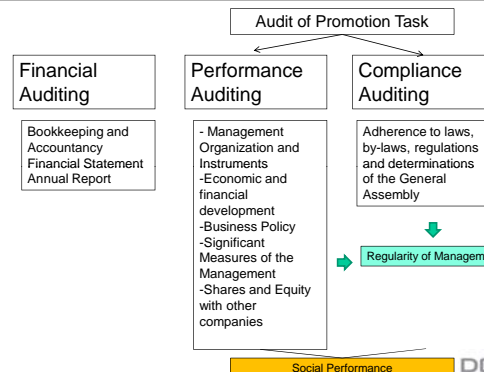 Audit of Promotion Task
Financial
Auditing
Performance
Auditing
Compliance
Auditing
Bookkeeping and
Accountancy
Financial Statement
Annual Report
- Management
Organization and
Instruments
-Economic and
financial
development
-Business Policy
-Significant
Measures of the
Management
-Shares and Equity
with other
companies
Adherence to laws,
by-laws, regulations
and determinations
of the General
Assembly
Regularity of Managem
Social Performance